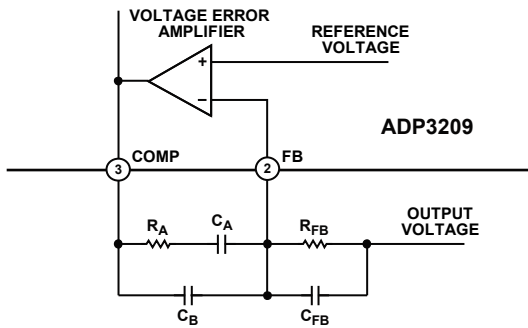 VOLTAGE ERROR
AMPLIFIER
REFERENCE
VOLTAGE
+
–
ADP3209
3
COMP
2
FB
RA
CA
RFB
OUTPUT
VOLTAGE
CB
CFB